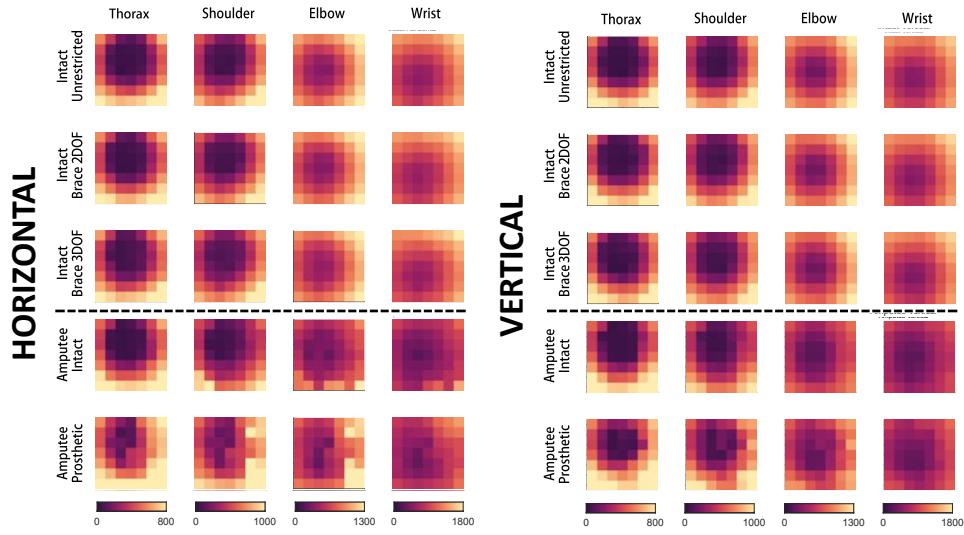 Thorax Shoulder Elbow Wrist
Thorax Shoulder Elbow Wrist
HORIZONTAL
Intact
Unrestricted
Intact
Brace 2DOF
Intact
Brace 3DOF
Amputee
Intact
Amputee
Prosthetic
0 800 0 1000 0 1300 0 1800
VERTICAL
Intact
Unrestricted
Intact
Brace 2DOF
Intact
Brace 3DOF
Amputee
Intact
Amputee
Prosthetic
0 800 0 1000 0 1300 0 1800